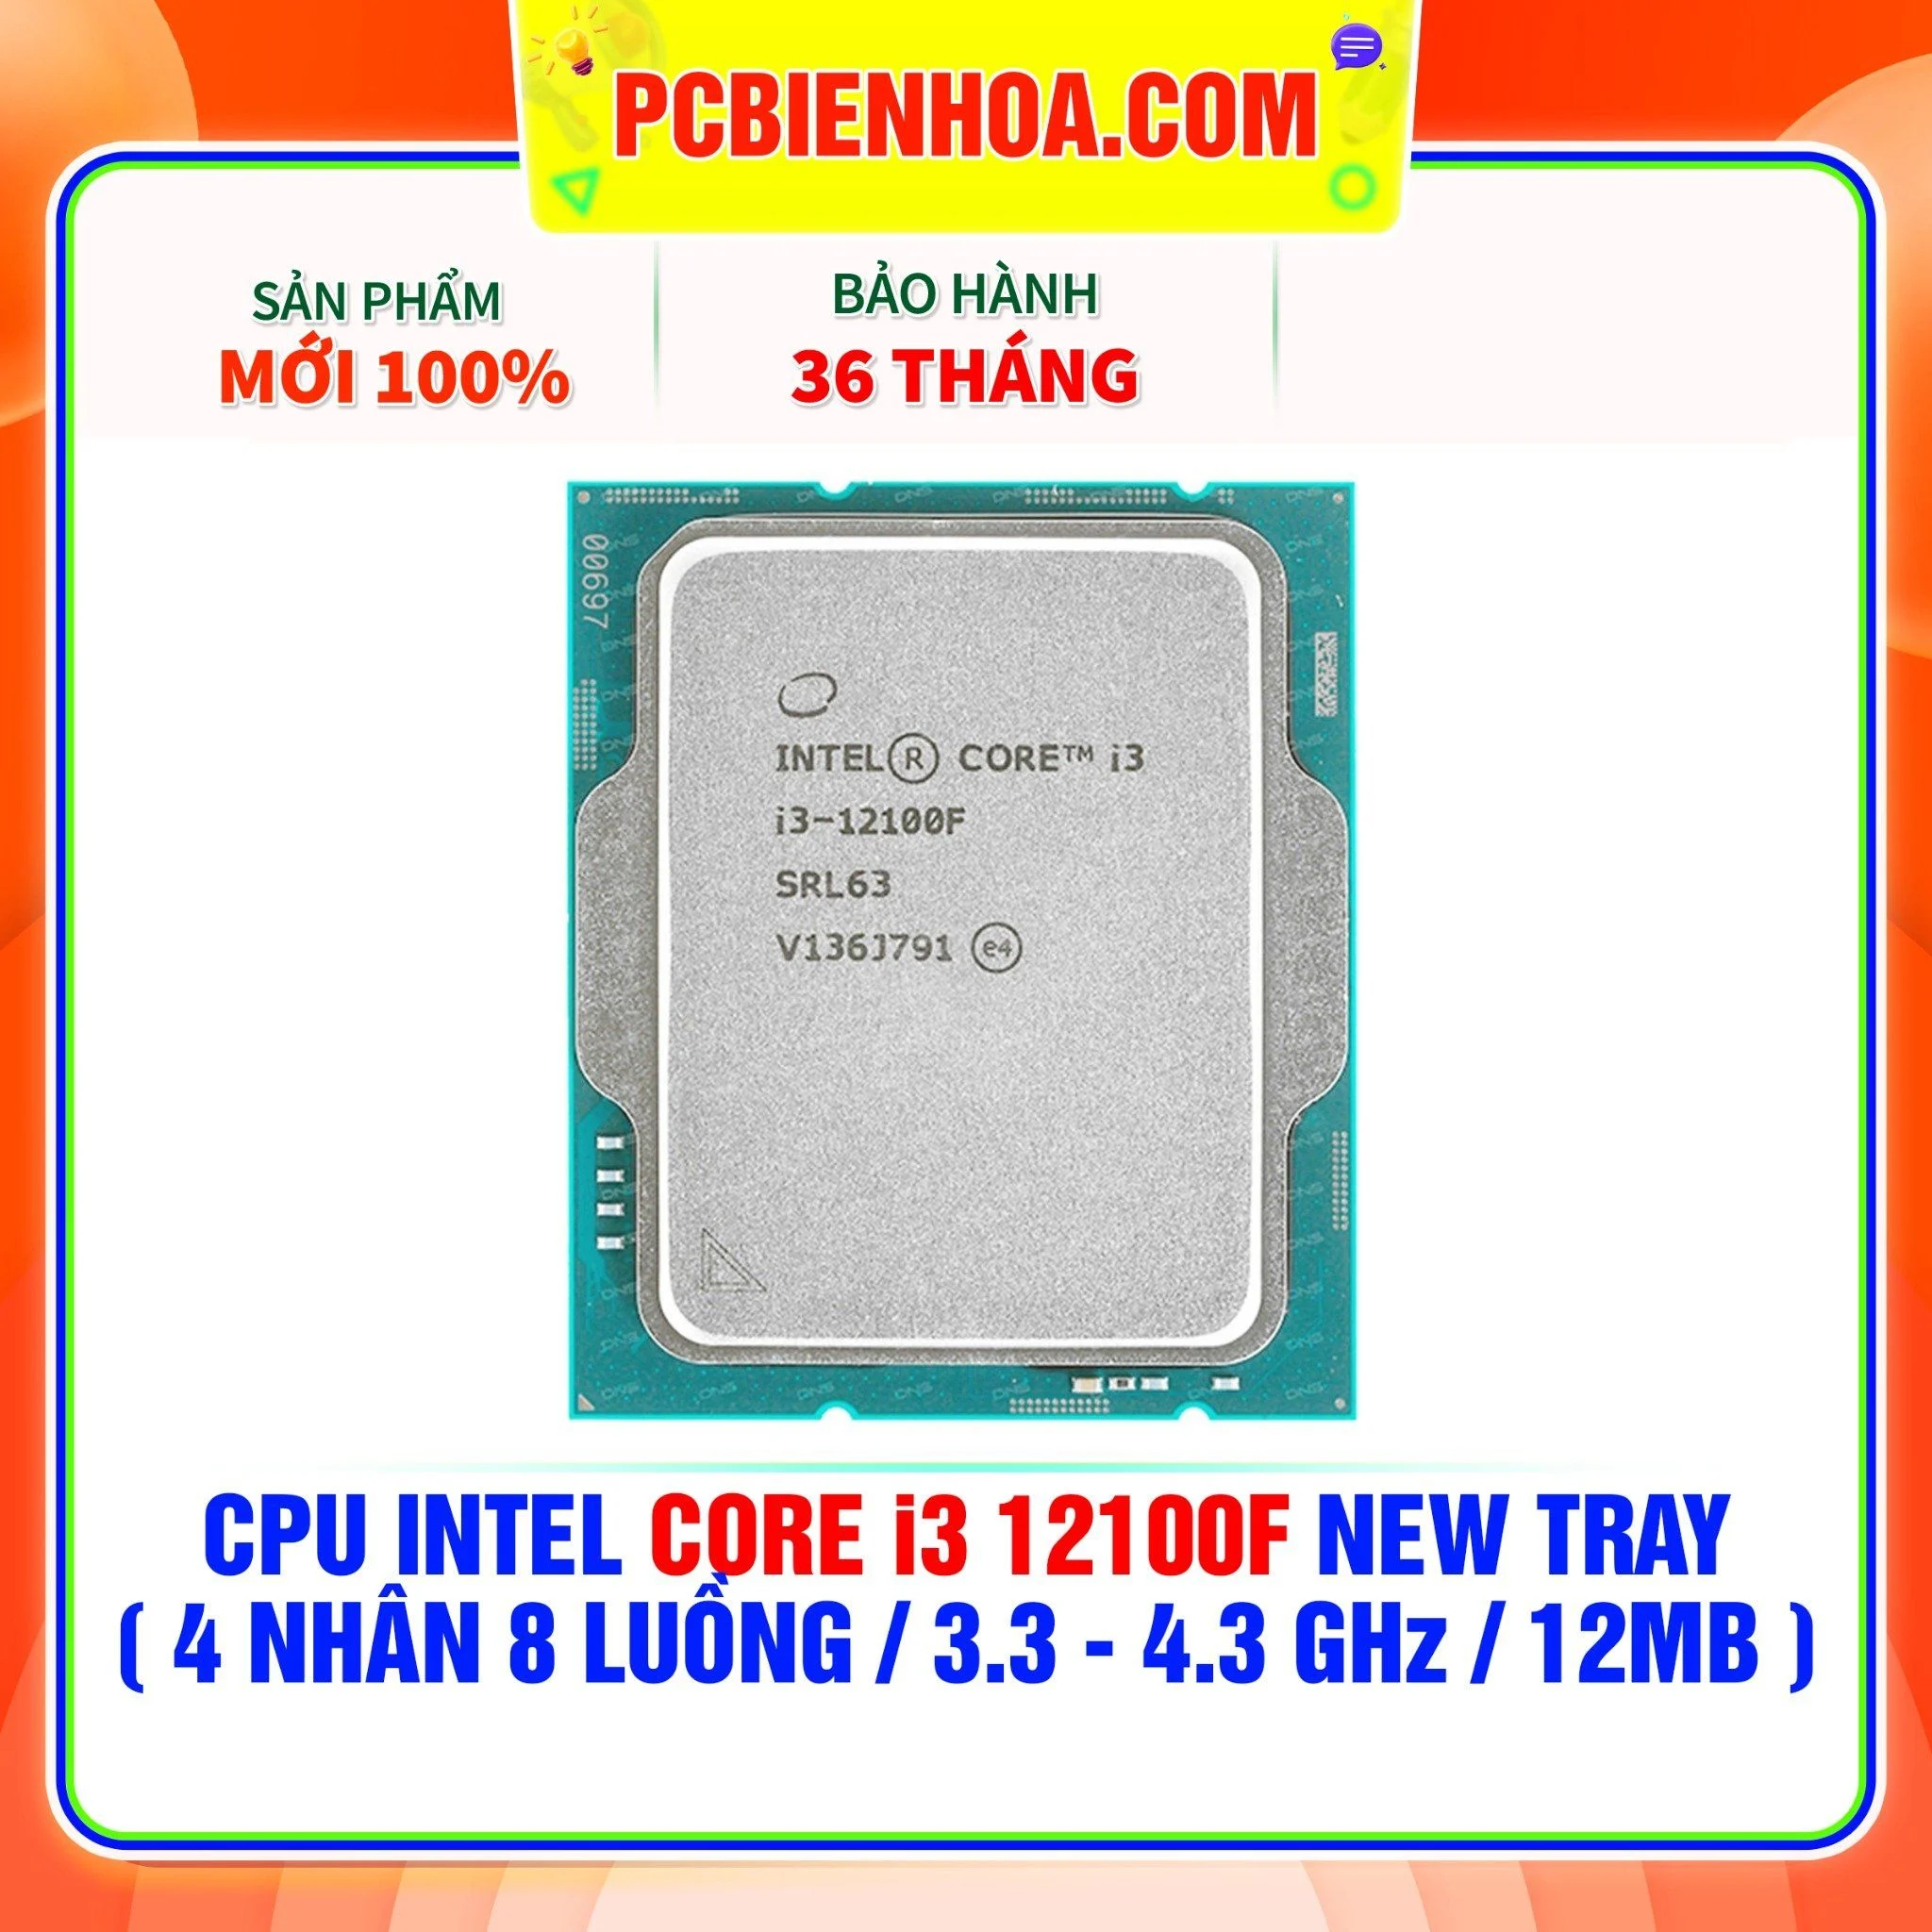 PCBIENHOA.COM
SẢN PHẨM
MỚI 100%
BẢO HÀNH
36 THÁNG
00697
INTEL® CORE™ i3
i3-12100F
SRL63
V136J791 e4
CPU INTEL CORE i3 12100F NEW TRAY
( 4 NHÂN 8 LUỒNG / 3.3 - 4.3 GHz / 12MB )